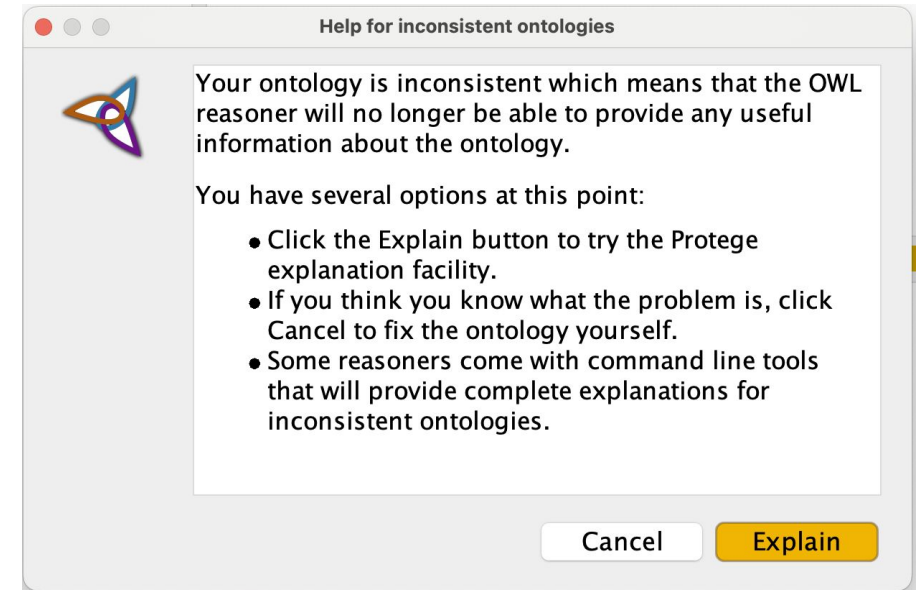 Help for inconsistent ontologies
Your ontology is inconsistent which means that the OWL
reasoner will no longer be able to provide any useful
information about the ontology.
You have several options at this point:
● Click the Explain button to try the Protege
explanation facility.
● If you think you know what the problem is, click
Cancel to fix the ontology yourself.
● Some reasoners come with command line tools
that will provide complete explanations for
inconsistent ontologies.
Cancel
Explain